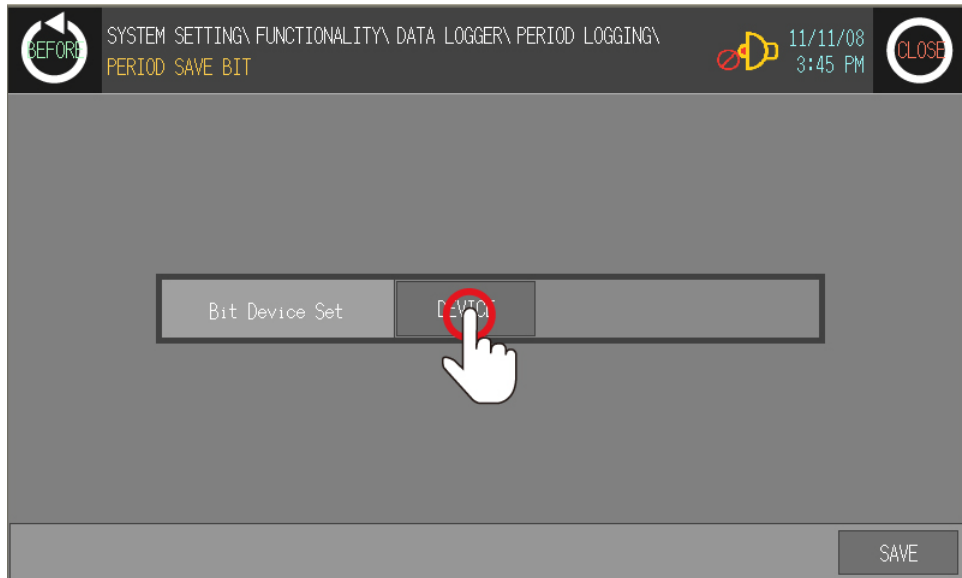 BEFORE
SYSTEM SETTING\ FUNCTIONALITY\ DATA LOGGER\ PERIOD LOGGING\
PERIOD SAVE BIT
11/11/08
3:45 PM
CLOSE
Bit Device Set
DEVICE
SAVE